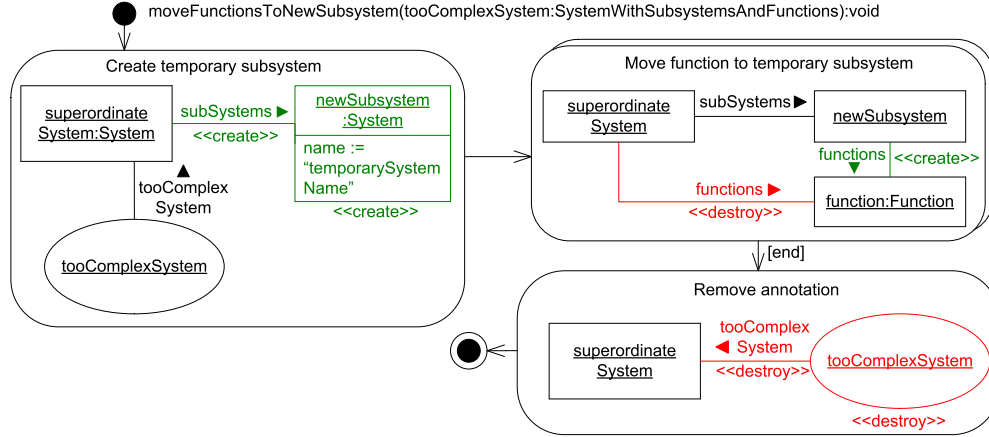 moveFunctionsToNewSubsystem(tooComplexSystem:SystemWithSubsystemsAndFunctions):void
Create temporary subsystem
superordinate
System:System
subSystems ►
<<create>>
newSubsystem
:System
name :=
“temporarySystem
Name”
<<create>>
▲
tooComplex
System
tooComplexSystem
Move function to temporary subsystem
superordinate
System
subSystems ►
newSubsystem
functions
▼
<<create>>
functions ►
<<destroy>>
function:Function
[end]
Remove annotation
superordinate
System
tooComplex
◄ System
<<destroy>>
tooComplexSystem
<<destroy>>